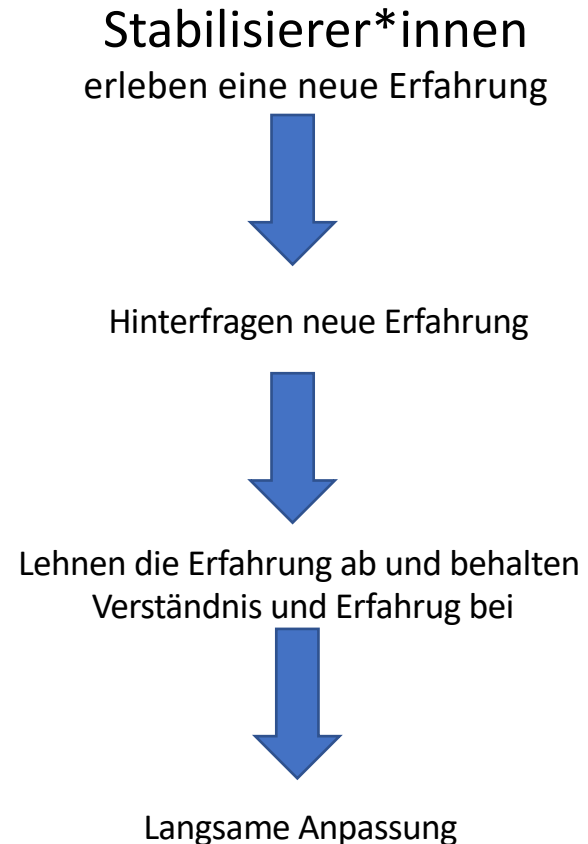 Stabilisierer*innen
erleben eine neue Erfahrung
Hinterfragen neue Erfahrung
Lehnen die Erfahrung ab und behalten
Verständnis und Erfahrug bei
Langsame Anpassung